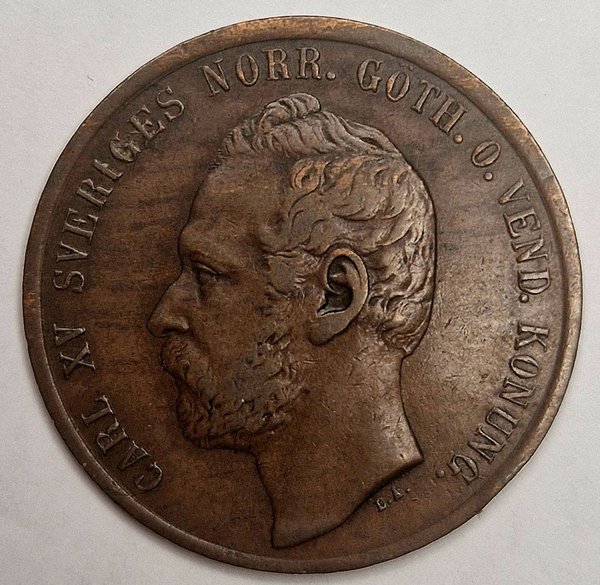 CARL XV SVERIGES NORR. GÖTH. O. VEND. KONUNG.
L.A.